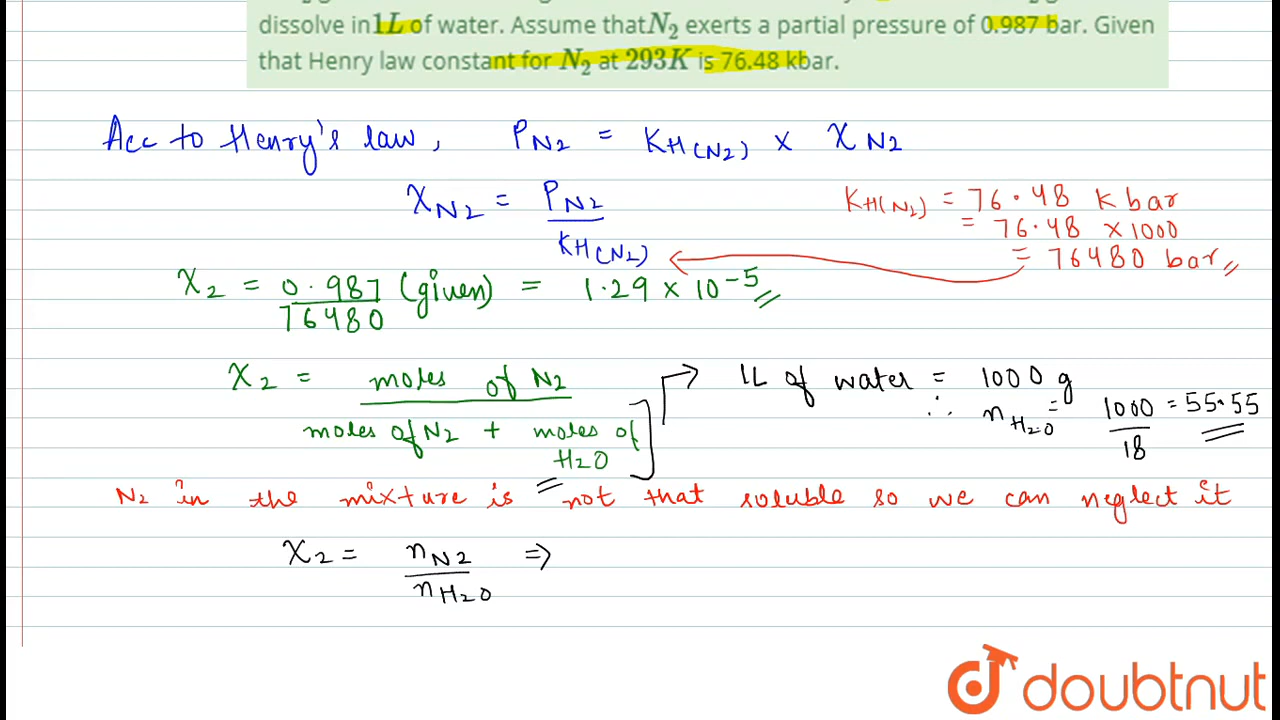 dissolve in 1L of water. Assume that N₂ exerts a partial pressure of 0.987 bar. Given
that Henry law constant for N₂ at 293K is 76.48 kbar.
Acc to Henry's law, PN2 = KH(N2) × XN2
XN2 = PN2 / KH(N2)
KH(N2) = 76.48 k bar
= 76.48 × 1000
= 76480 bar
X2 = 0.987 / 76480 (given) = 1.29 × 10⁻⁵
X2 = moles of N2 / moles of N2 + moles of H2O
1L of water = 1000 g
∴ nH2O = 1000 / 18 = 55.55
N2 in the mixture is not that soluble so we can neglect it
X2 = nN2 / nH2O ⇒
doubtnut